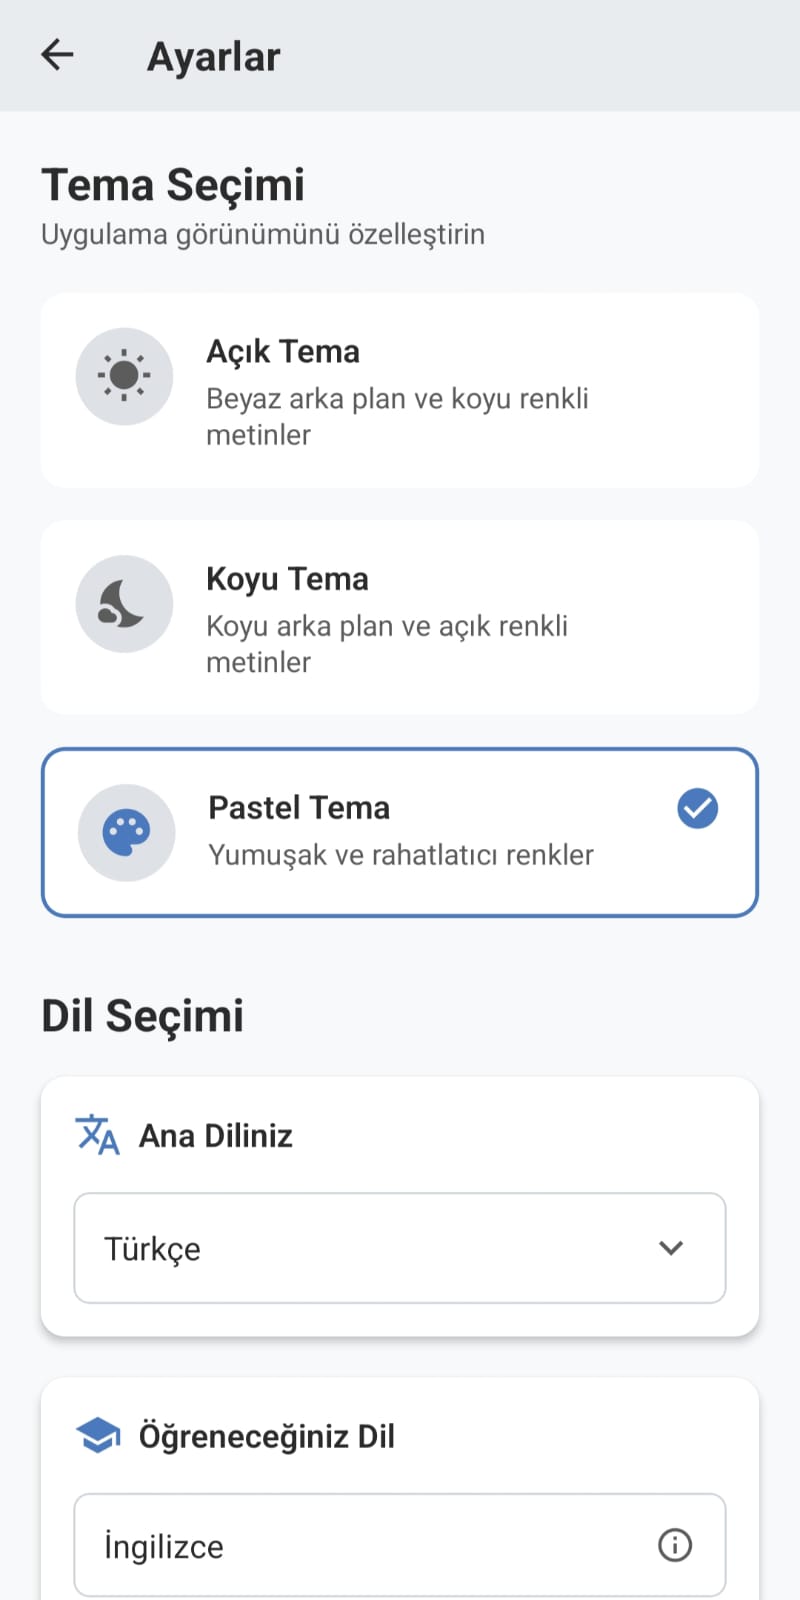 Ayarlar
Tema Seçimi
Uygulama görünümünü özelleştirin
Açık Tema
Beyaz arka plan ve koyu renkli
metinler
Koyu Tema
Koyu arka plan ve açık renkli
metinler
Pastel Tema
Yumuşak ve rahatlatıcı renkler
Dil Seçimi
Ana Diliniz
Türkçe
Öğreneceğiniz Dil
İngilizce